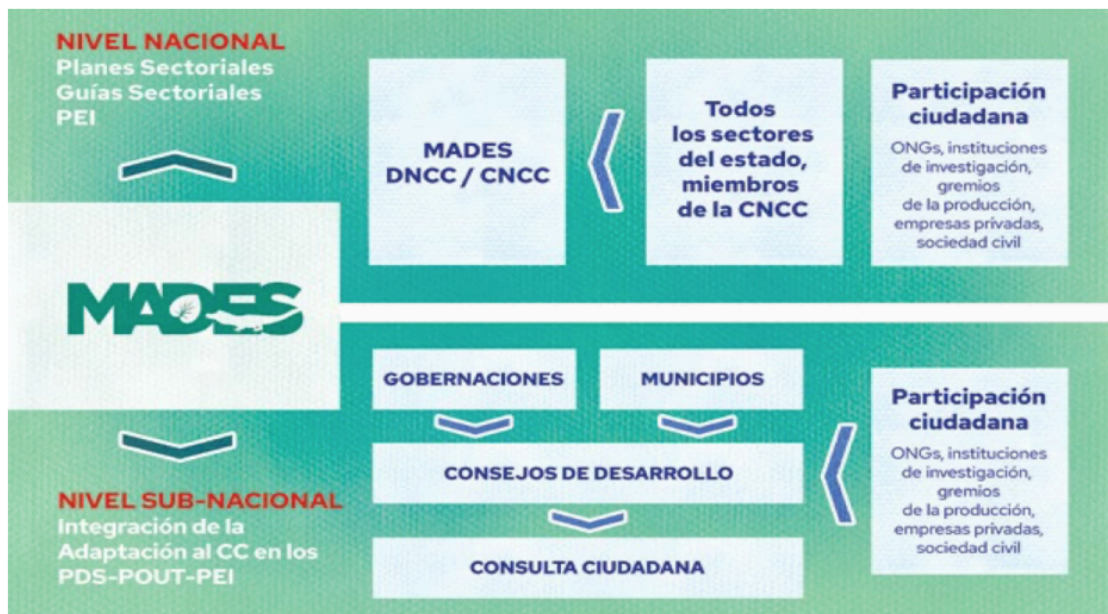 NIVEL NACIONAL
Planes Sectoriales
Guías Sectoriales
PEI
MADES
DNCC / CNCC
Todos
los sectores
del estado,
miembros
de la CNCC
Participación
ciudadana
ONGs, instituciones
de investigación,
gremios
de la producción,
empresas privadas,
sociedad civil
MADES
NIVEL SUB-NACIONAL
Integración de la
Adaptación al CC en los
PDS-POUT-PEI
GOBERNACIONES
MUNICIPIOS
CONSEJOS DE DESARROLLO
CONSULTA CIUDADANA
Participación
ciudadana
ONGs, instituciones
de investigación,
gremios
de la producción,
empresas privadas,
sociedad civil